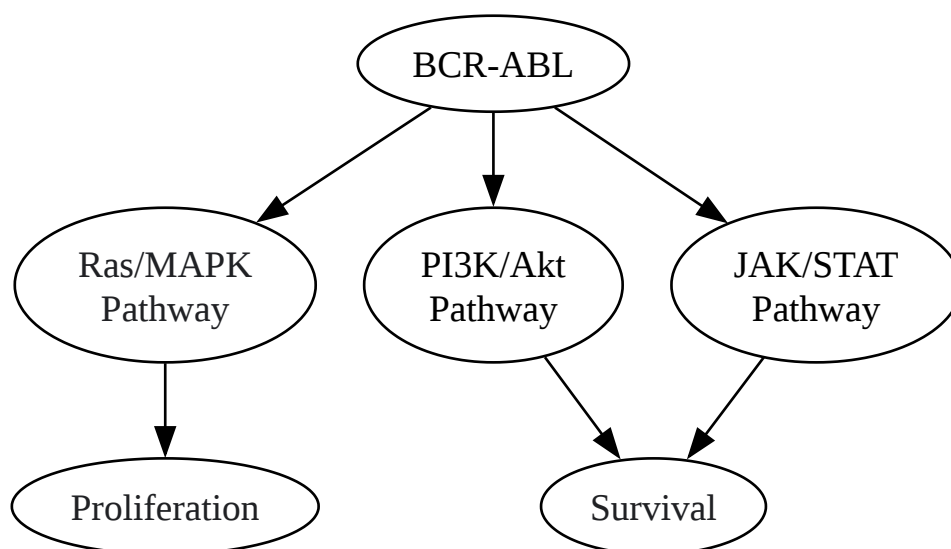 BCR-ABL
Ras/MAPK
Pathway
PI3K/Akt
Pathway
JAK/STAT
Pathway
Proliferation
Survival